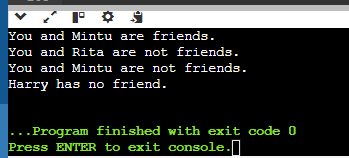 You and Mintu are friends.
You and Rita are not friends.
You and Mintu are not friends.
Harry has no friend.
...Program finished with exit code 0
Press ENTER to exit console.